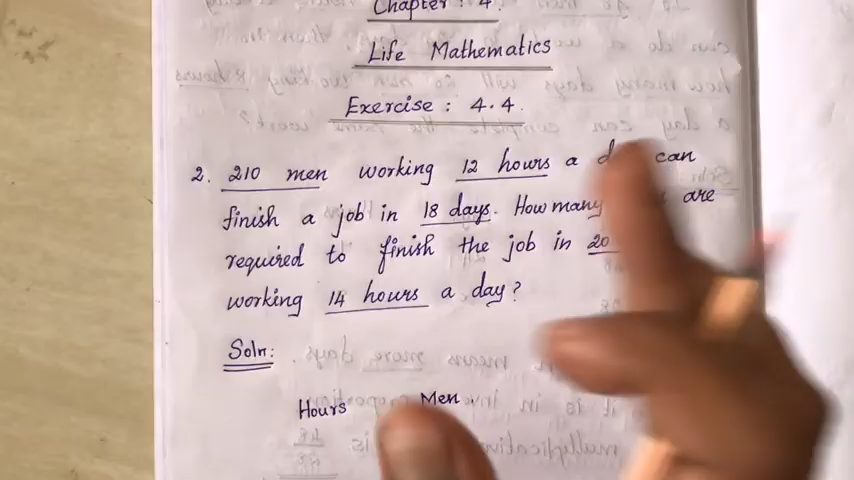 Chapter : 4
Life Mathematics
Exercise : 4.4
2. 210 men working 12 hours a can
finish a job in 18 days. How many are
required to finish the job in 20
working 14 hours a day?
Soln:
Hours Men